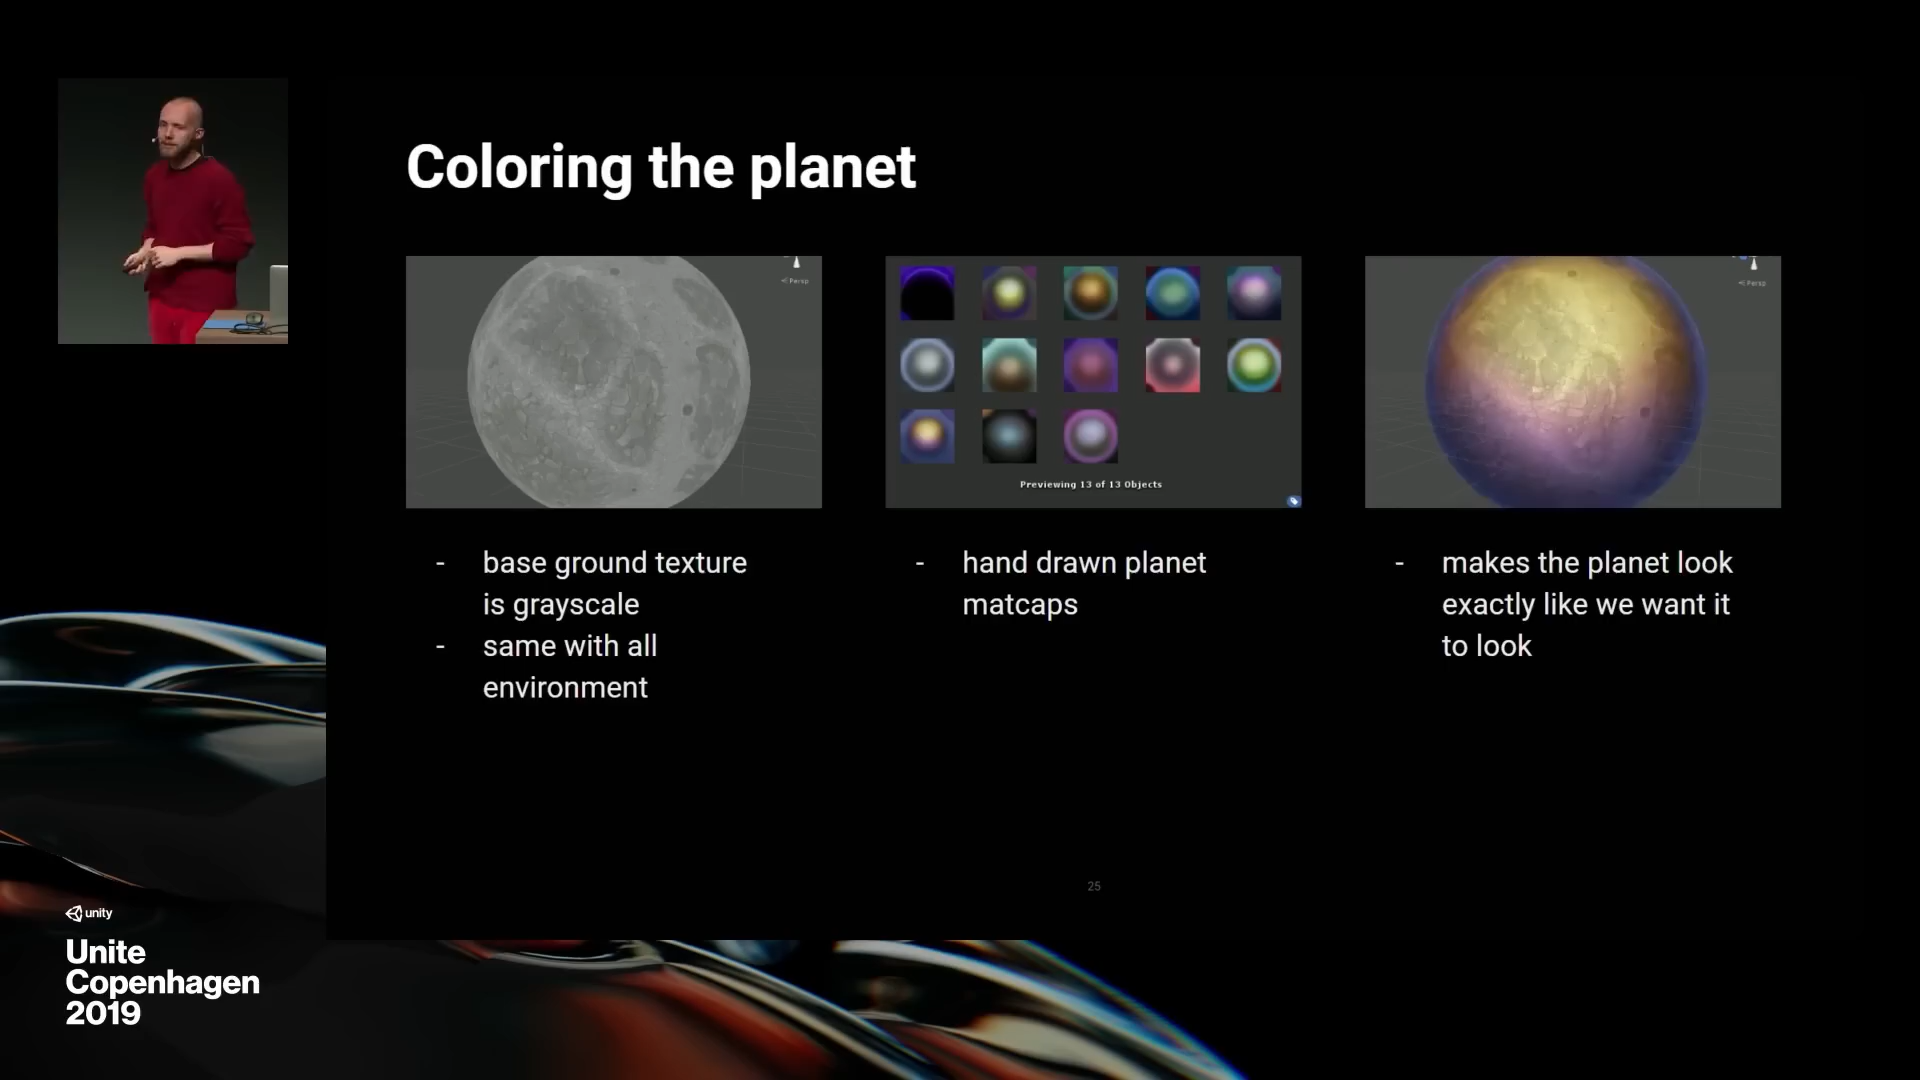 Coloring the planet
Persp
Previewing 13 of 13 Objects
Persp
- base ground texture
is grayscale
- same with all
environment
- hand drawn planet
matcaps
- makes the planet look
exactly like we want it
to look
25
unity
Unite
Copenhagen
2019